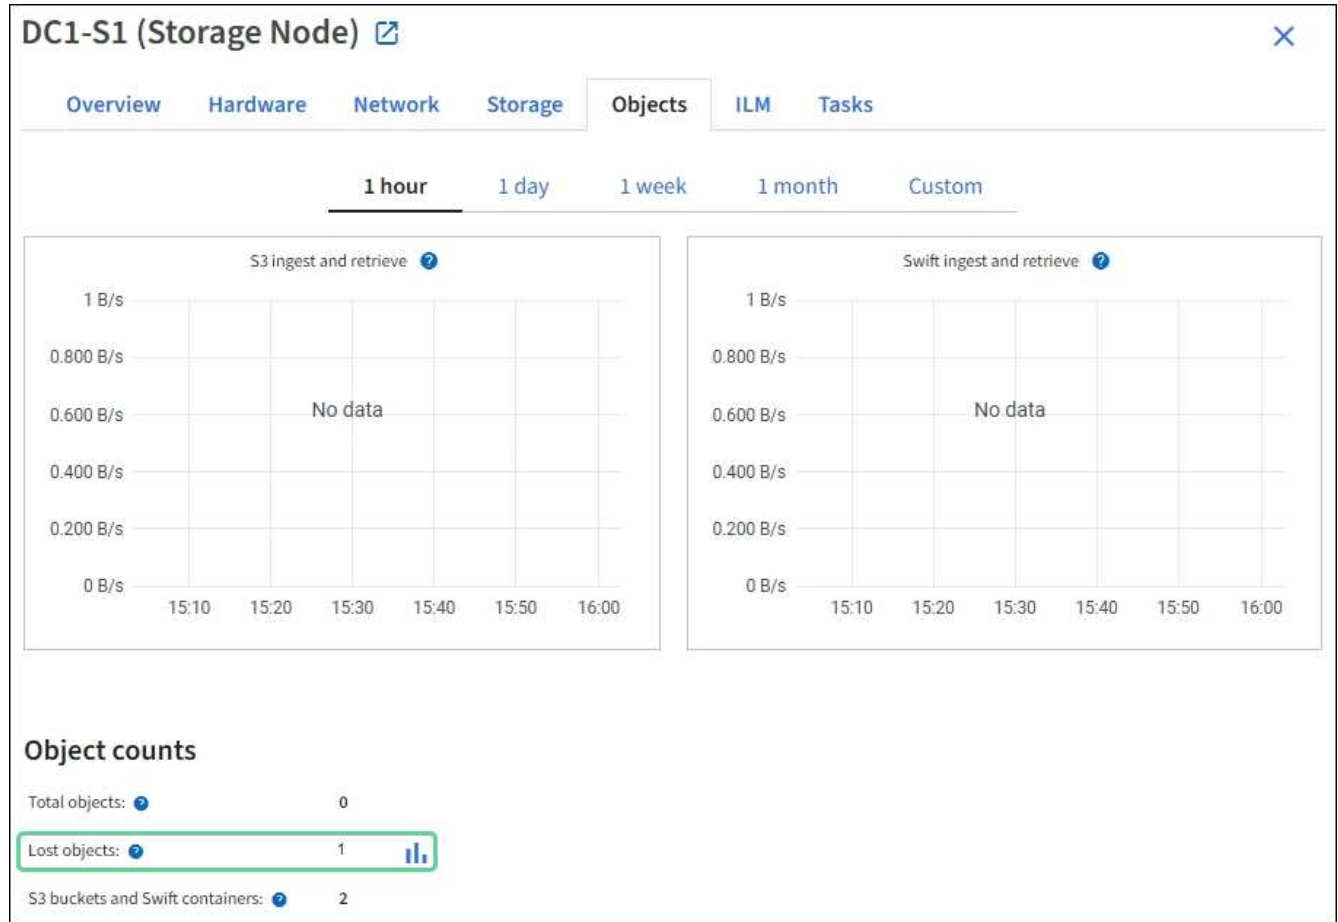 DC1-S1 (Storage Node)
Overview Hardware Network Storage Objects ILM Tasks
1 hour 1 day 1 week 1 month Custom
S3 ingest and retrieve
1 B/s
0.800 B/s
0.600 B/s
0.400 B/s
0.200 B/s
0 B/s
No data
15:10 15:20 15:30 15:40 15:50 16:00
Swift ingest and retrieve
1 B/s
0.800 B/s
0.600 B/s
0.400 B/s
0.200 B/s
0 B/s
No data
15:10 15:20 15:30 15:40 15:50 16:00
Object counts
Total objects: 0
Lost objects: 1
S3 buckets and Swift containers: 2